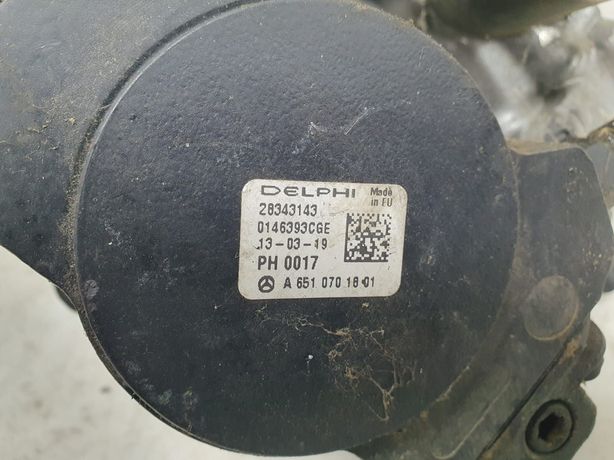 DELPHI Made in EU
28343143
0146393CGE
13-03-19
PH 0017
A 651 070 18 01